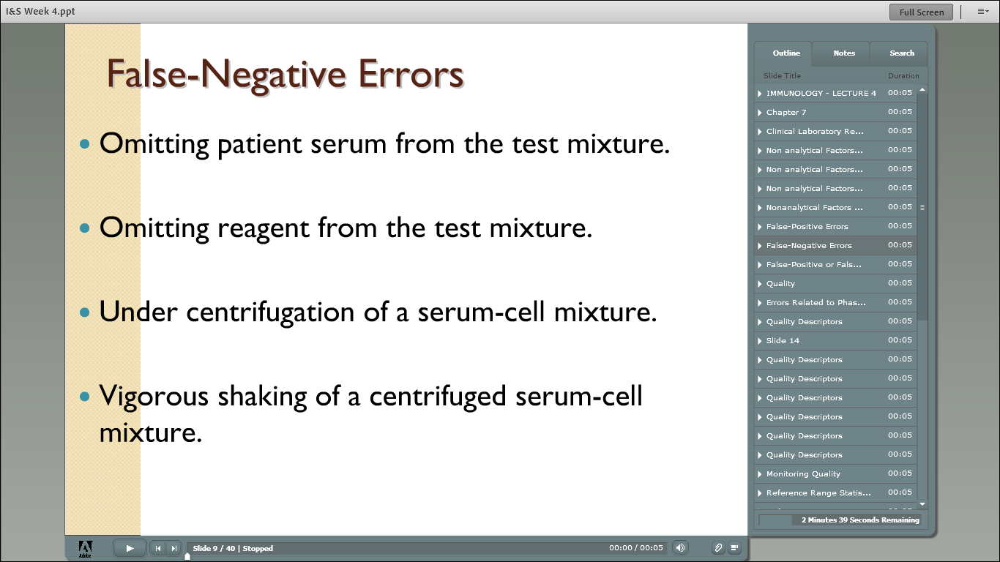 I&S Week 4.ppt
Full Screen
False-Negative Errors
• Omitting patient serum from the test mixture.
• Omitting reagent from the test mixture.
• Under centrifugation of a serum-cell mixture.
• Vigorous shaking of a centrifuged serum-cell
mixture.
Outline Notes Search
Slide Title Duration
IMMUNOLOGY - LECTURE 4 00:05
Chapter 7 00:05
Clinical Laboratory Re... 00:05
Non analytical Factors... 00:05
Non analytical Factors... 00:05
Non analytical Factors... 00:05
Nonanalytical Factors ... 00:05
False-Positive Errors 00:05
False-Negative Errors 00:05
False-Positive or Fals... 00:05
Quality 00:05
Errors Related to Phas... 00:05
Quality Descriptors 00:05
Slide 14 00:05
Quality Descriptors 00:05
Quality Descriptors 00:05
Quality Descriptors 00:05
Quality Descriptors 00:05
Quality Descriptors 00:05
Quality Descriptors 00:05
Monitoring Quality 00:05
Reference Range Statis... 00:05
2 Minutes 39 Seconds Remaining
Adobe
Slide 9 / 40 | Stopped 00:00 / 00:05